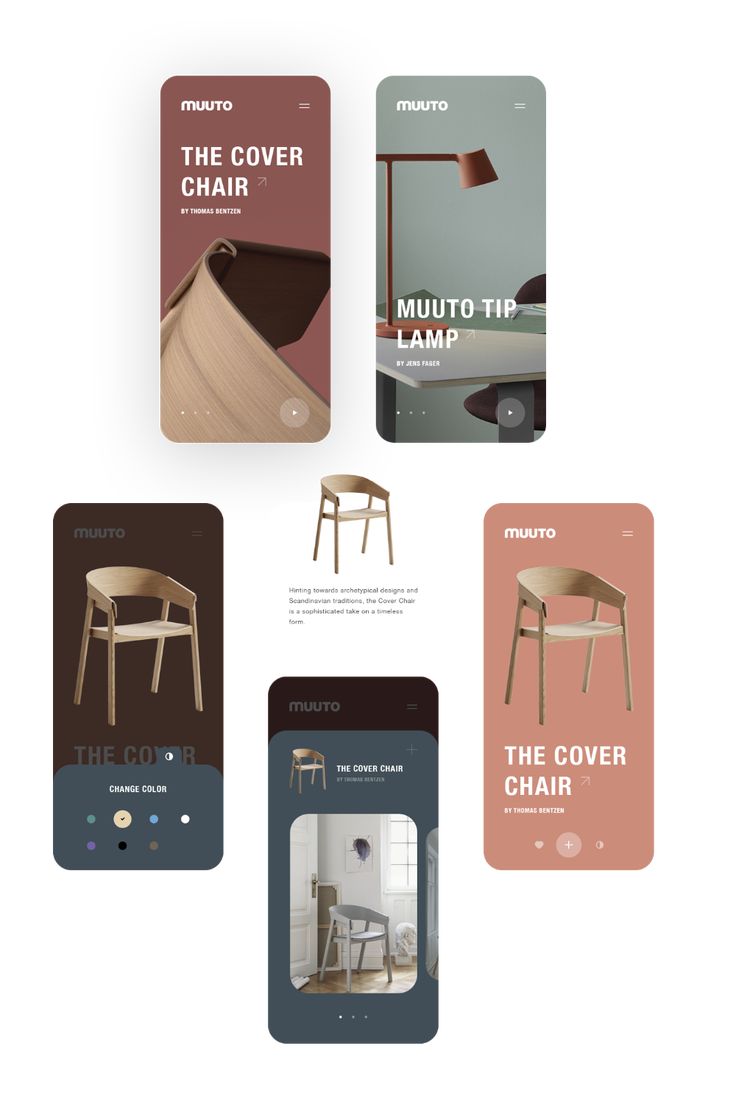 muuto
THE COVER
CHAIR
BY THOMAS BENTZEN
muuto
MUUTO TIP
LAMP
BY JENS FAGER
Hinting towards archetypical designs and
Scandinavian traditions, the Cover Chair
is a sophisticated take on a timeless
form.
muuto
THE COVER
CHANGE COLOR
muuto
THE COVER CHAIR
BY THOMAS BENTZEN
muuto
THE COVER
CHAIR
BY THOMAS BENTZEN